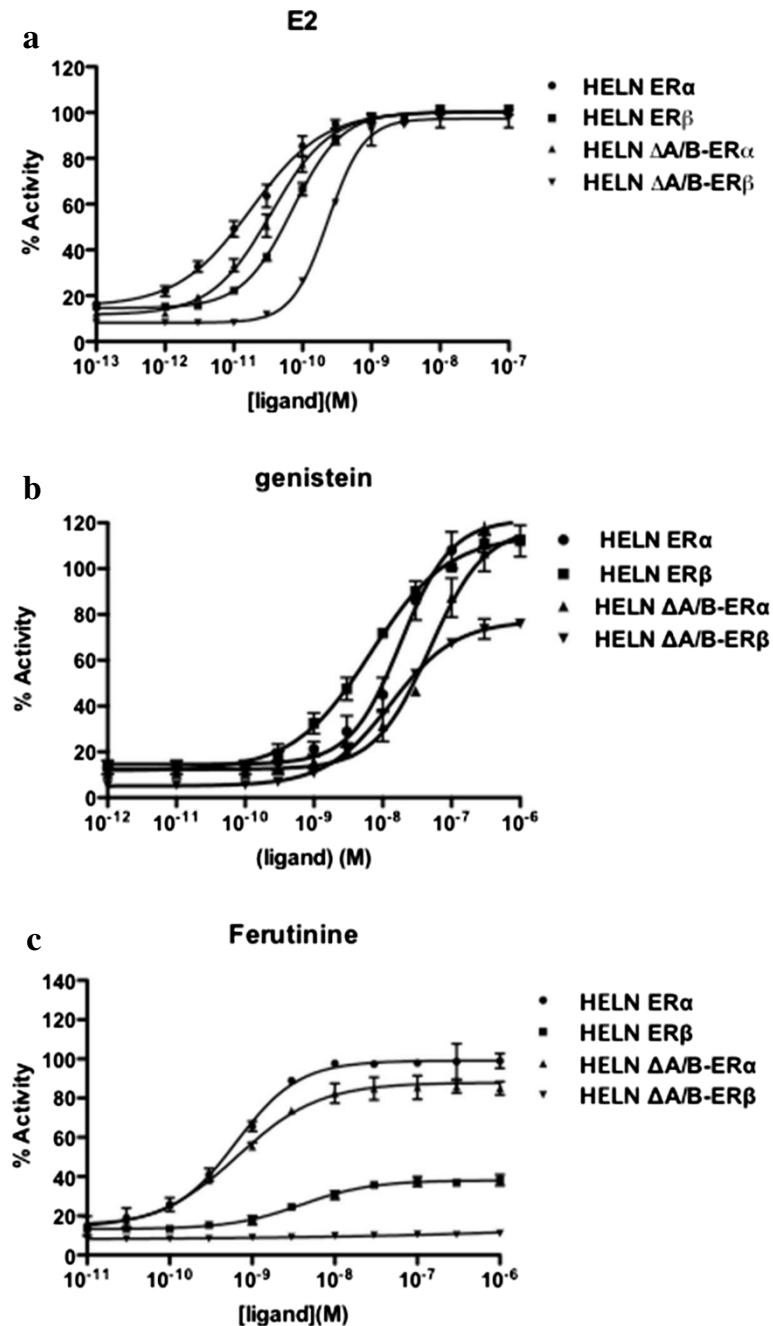 a
E2
120
100
80
60
40
20
0
% Activity
10-13 10-12 10-11 10-10 10-9 10-8 10-7
[ligand](M)
HELN ERα
HELN ERβ
HELN ΔA/B-ERα
HELN ΔA/B-ERβ
b
genistein
120
100
80
60
40
20
0
% Activity
10-12 10-11 10-10 10-9 10-8 10-7 10-6
(ligand) (M)
HELN ERα
HELN ERβ
HELN ΔA/B-ERα
HELN ΔA/B-ERβ
c
Ferutinine
140
120
100
80
60
40
20
0
% Activity
10-11 10-10 10-9 10-8 10-7 10-6
[ligand](M)
HELN ERα
HELN ERβ
HELN ΔA/B-ERα
HELN ΔA/B-ERβ